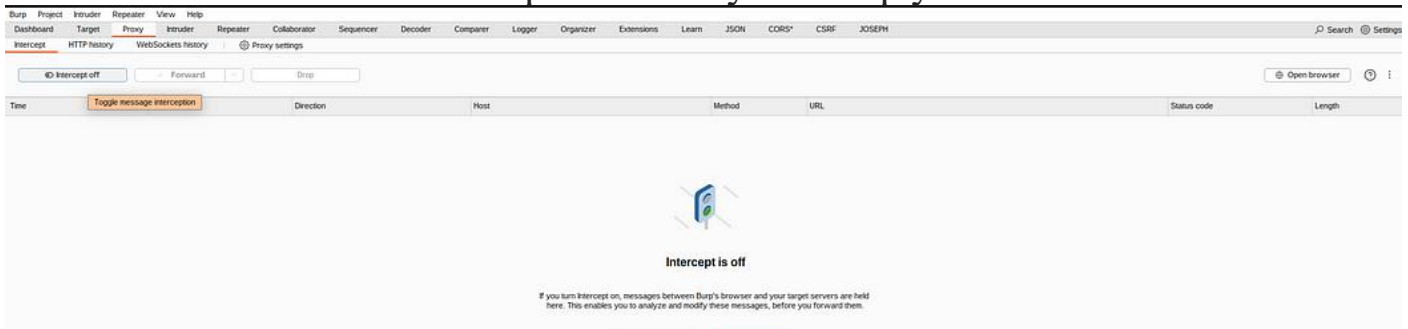 Burp Project Intruder Repeater View Help
Dashboard Target Proxy Intruder Repeater Collaborator Sequencer Decoder Comparer Logger Organizer Extensions Learn JSON CORS* CSRF JOSEPH Search Settings
Intercept HTTP history WebSockets history Proxy settings
Intercept off Forward Drop Open browser
Toggle message interception
Time Direction Host Method URL Status code Length
Intercept is off
If you turn Intercept on, messages between Burp's browser and your target servers are held
here. This enables you to analyze and modify these messages, before you forward them.